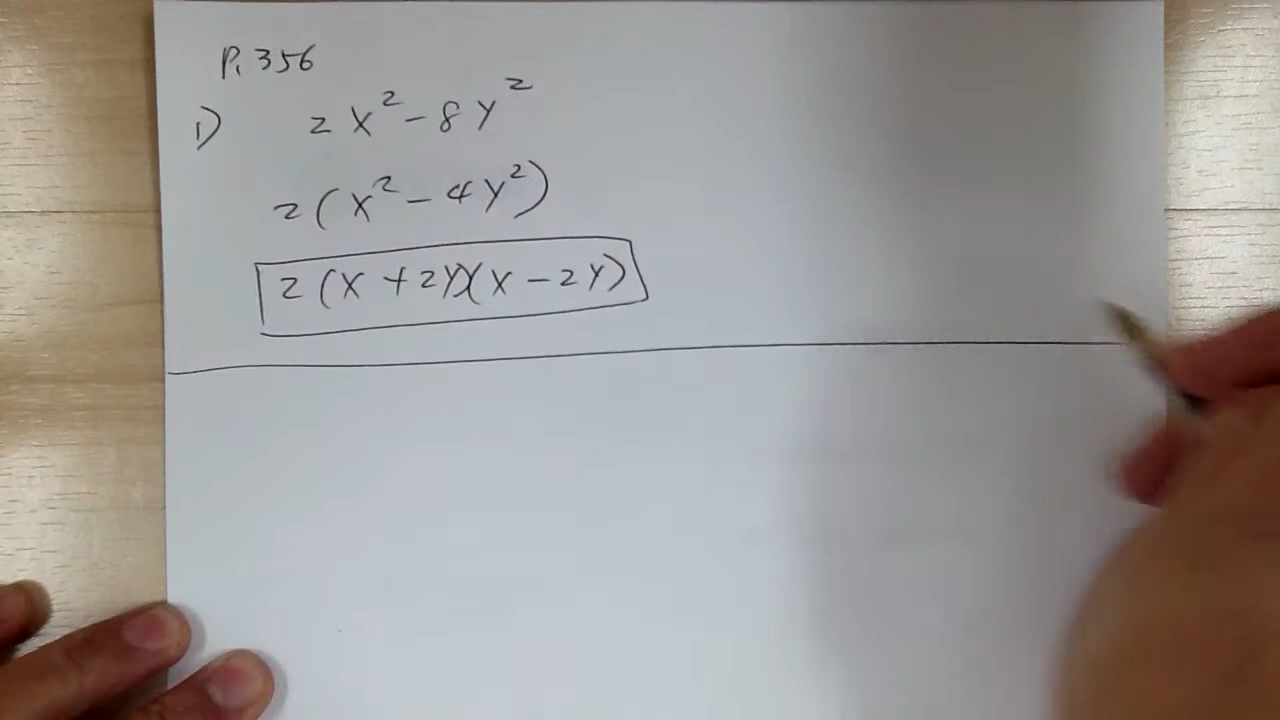 P. 356
1) 2x² - 8y²
2(x² - 4y²)
2(x + 2y)(x - 2y)